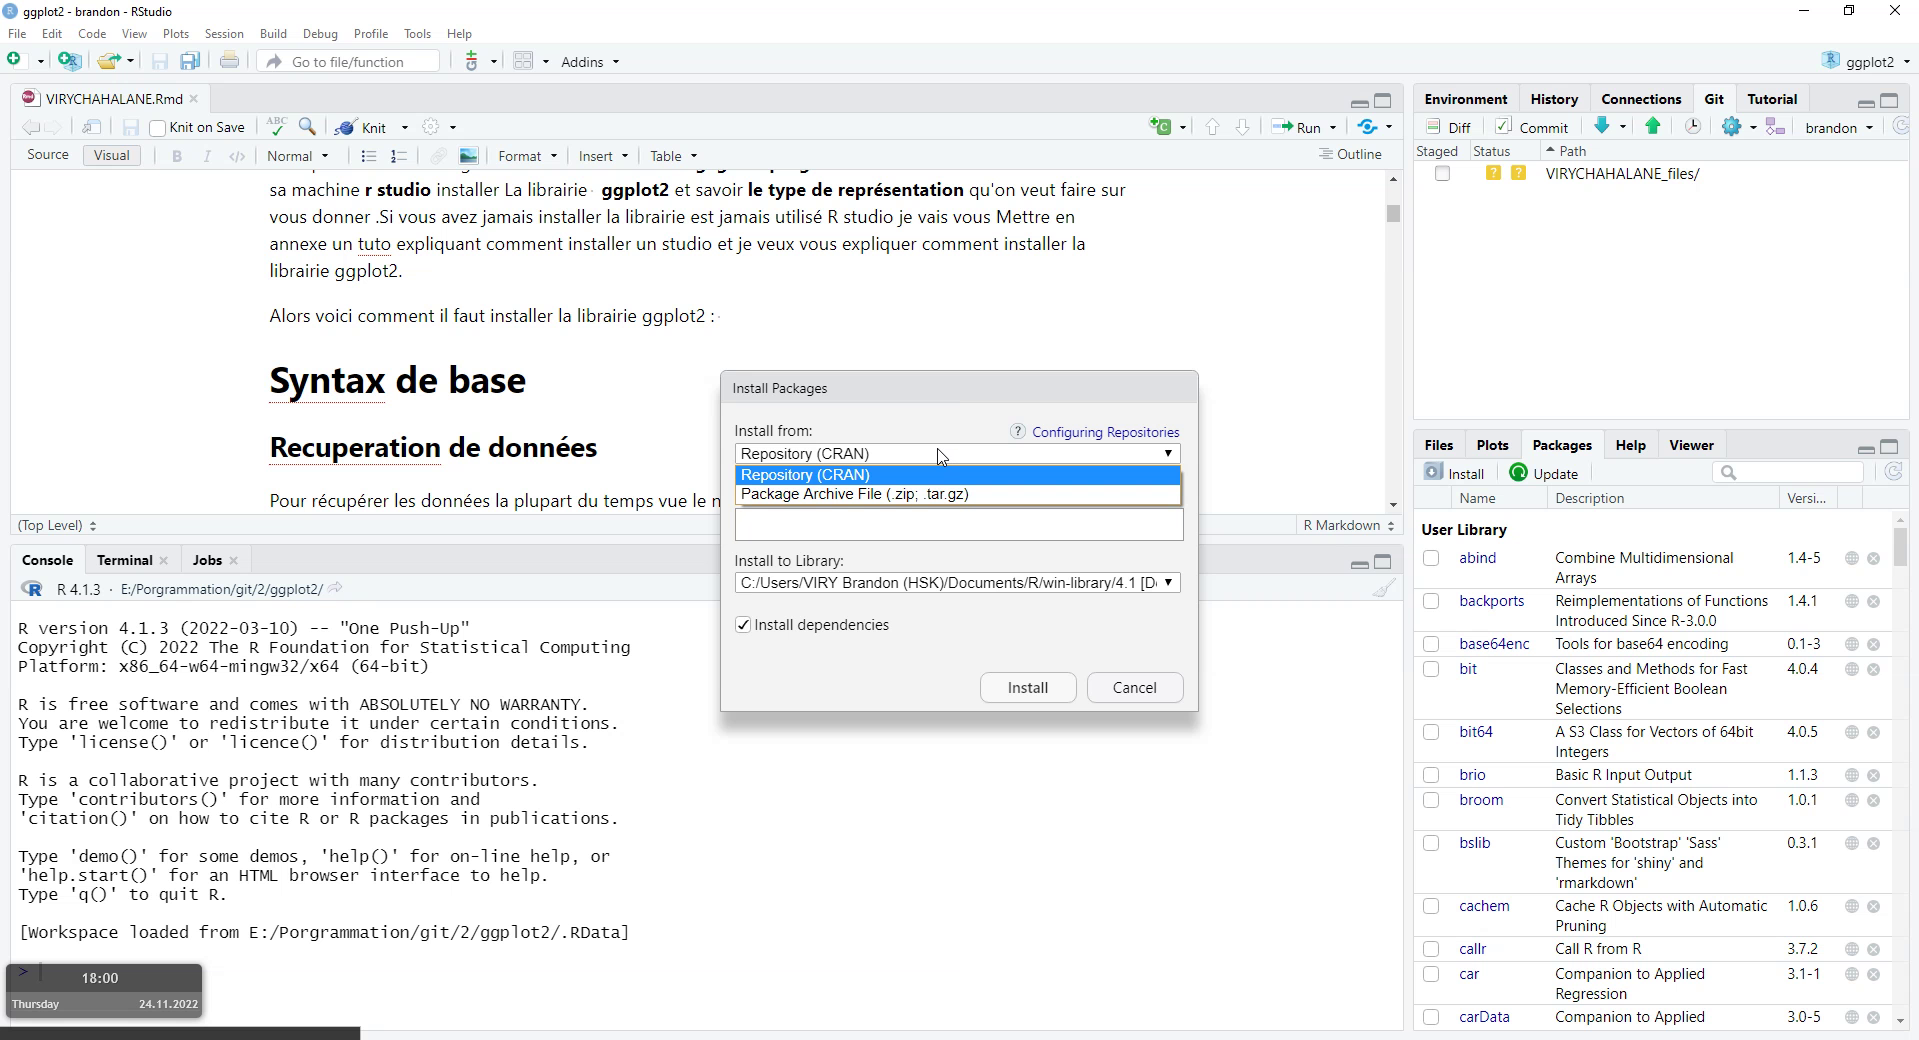 ggplot2 - brandon - RStudio
File Edit Code View Plots Session Build Debug Profile Tools Help
Go to file/function Addins ggplot2
VIRYCHAHALANE.Rmd
Knit on Save ABC Knit Run
Source Visual B I </> Normal Format Insert Table Outline
sa machine r studio installer La librairie ggplot2 et savoir le type de représentation qu'on veut faire sur
vous donner .Si vous avez jamais installer la librairie est jamais utilisé R studio je vais vous Mettre en
annexe un tuto expliquant comment installer un studio et je veux vous expliquer comment installer la
librairie ggplot2.
Alors voici comment il faut installer la librairie ggplot2 :
Syntax de base
Recuperation de données
Pour récupérer les données la plupart du temps vue le n
(Top Level) R Markdown
Install Packages
Install from: ? Configuring Repositories
Repository (CRAN)
Repository (CRAN)
Package Archive File (.zip; .tar.gz)
Install to Library:
C:/Users/VIRY Brandon (HSK)/Documents/R/win-library/4.1 [D
Install dependencies
Install Cancel
Console Terminal Jobs
R 4.1.3 · E:/Porgrammation/git/2/ggplot2/
R version 4.1.3 (2022-03-10) -- "One Push-Up"
Copyright (C) 2022 The R Foundation for Statistical Computing
Platform: x86_64-w64-mingw32/x64 (64-bit)
R is free software and comes with ABSOLUTELY NO WARRANTY.
You are welcome to redistribute it under certain conditions.
Type 'license()' or 'licence()' for distribution details.
R is a collaborative project with many contributors.
Type 'contributors()' for more information and
'citation()' on how to cite R or R packages in publications.
Type 'demo()' for some demos, 'help()' for on-line help, or
'help.start()' for an HTML browser interface to help.
Type 'q()' to quit R.
[Workspace loaded from E:/Porgrammation/git/2/ggplot2/.RData]
>
18:00
Thursday 24.11.2022
Environment History Connections Git Tutorial
Diff Commit brandon
Staged Status Path
? ? VIRYCHAHALANE_files/
Files Plots Packages Help Viewer
Install Update
Name Description Versi...
User Library
abind Combine Multidimensional 1.4-5
Arrays
backports Reimplementations of Functions 1.4.1
Introduced Since R-3.0.0
base64enc Tools for base64 encoding 0.1-3
bit Classes and Methods for Fast 4.0.4
Memory-Efficient Boolean
Selections
bit64 A S3 Class for Vectors of 64bit 4.0.5
Integers
brio Basic R Input Output 1.1.3
broom Convert Statistical Objects into 1.0.1
Tidy Tibbles
bslib Custom 'Bootstrap' 'Sass' 0.3.1
Themes for 'shiny' and
'rmarkdown'
cachem Cache R Objects with Automatic 1.0.6
Pruning
callr Call R from R 3.7.2
car Companion to Applied 3.1-1
Regression
carData Companion to Applied 3.0-5